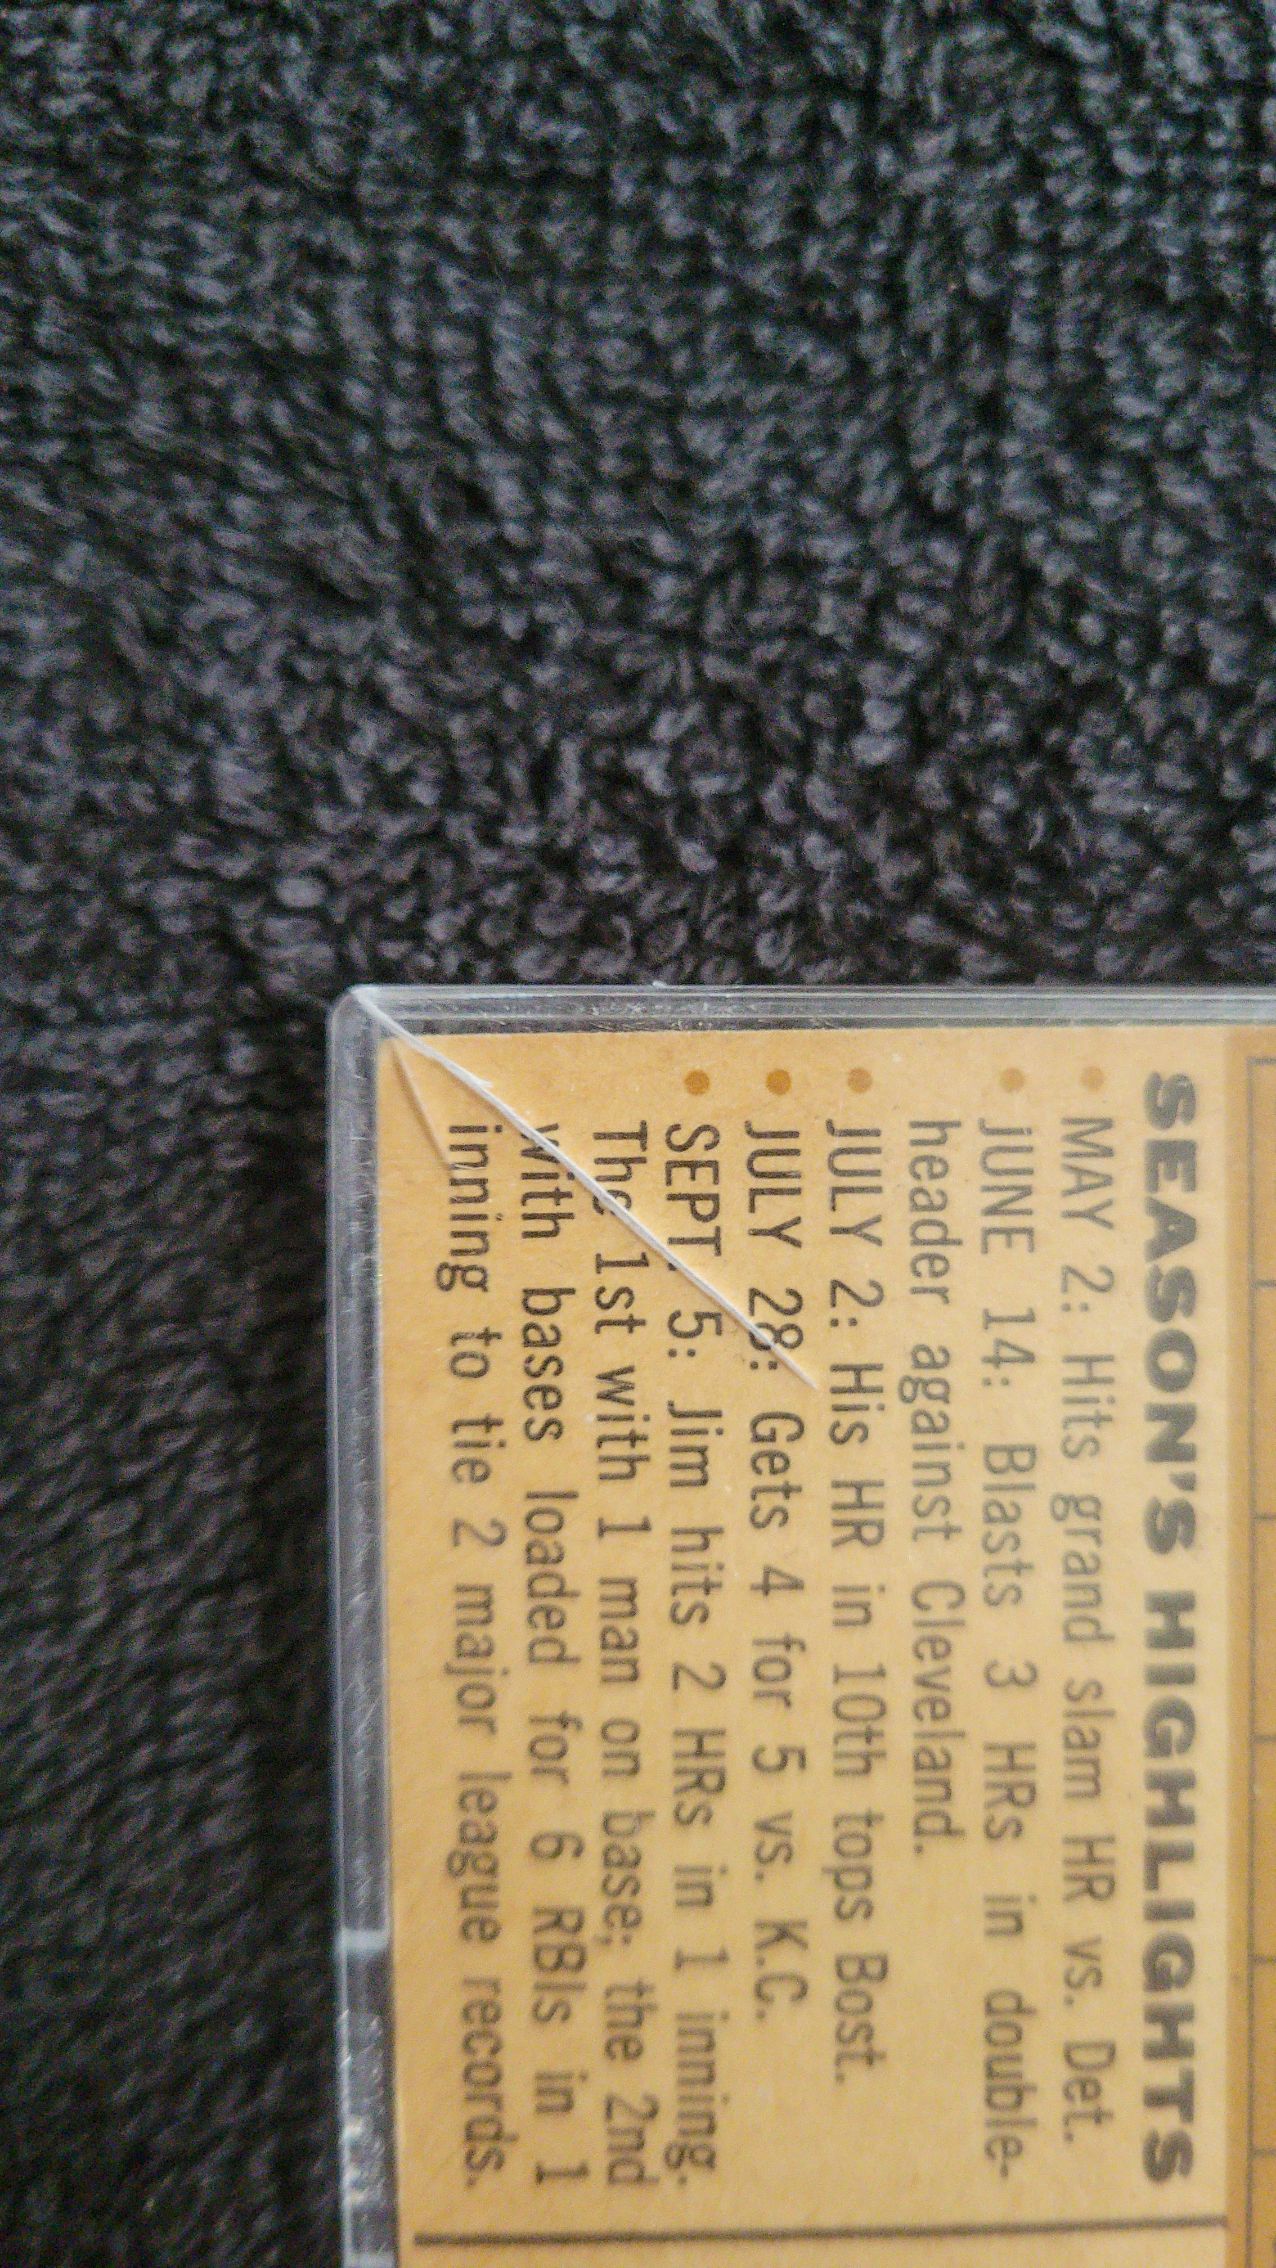 SEASON'S HIGHLIGHTS
• MAY 2: Hits grand slam HR vs. Det.
• JUNE 14: Blasts 3 HRs in double-
header against Cleveland.
• JULY 2: His HR in 10th tops Bost.
• JULY 28: Gets 4 for 5 vs. K.C.
• SEPT. 5: Jim hits 2 HRs in 1 inning.
The 1st with 1 man on base; the 2nd
with bases loaded for 6 RBIs in 1
inning to tie 2 major league records.